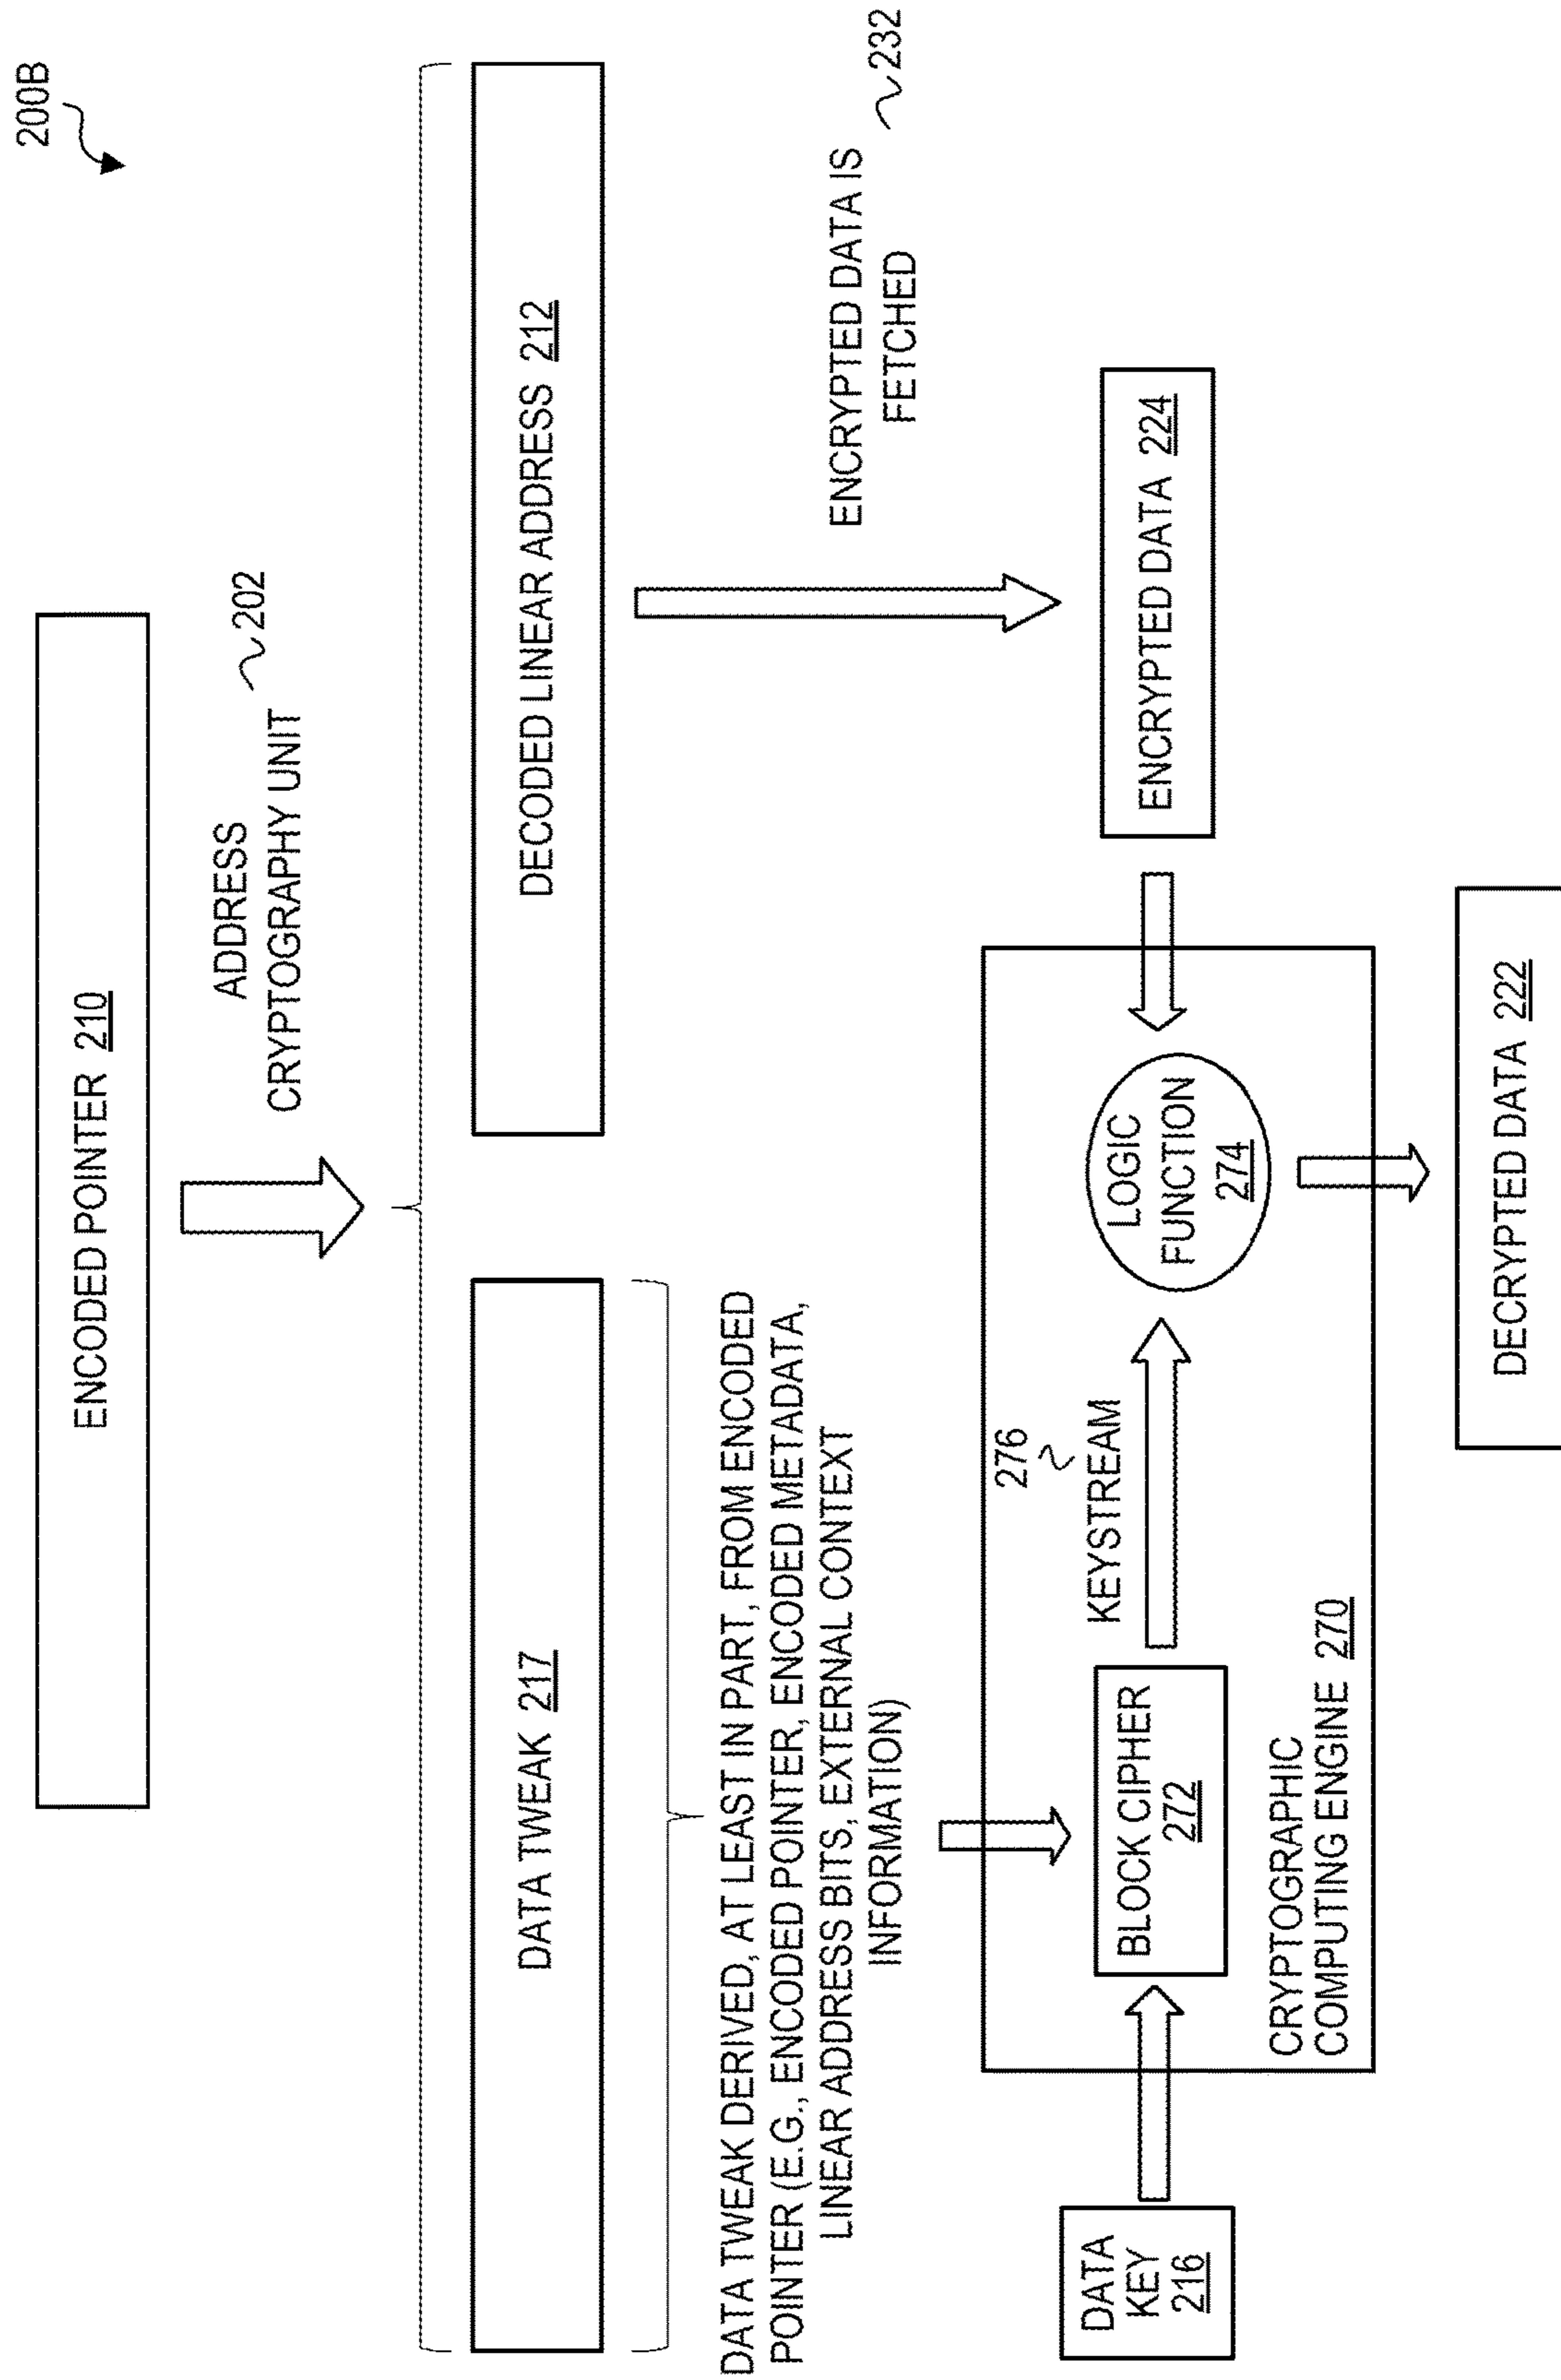 200B
ENCODED POINTER 210
ADDRESS
CRYPTOGRAPHY UNIT
202
DATA TWEAK 217
DECODED LINEAR ADDRESS 212
DATA TWEAK DERIVED, AT LEAST IN PART, FROM ENCODED
POINTER (E.G., ENCODED POINTER, ENCODED METADATA,
LINEAR ADDRESS BITS, EXTERNAL CONTEXT
INFORMATION)
ENCRYPTED DATA IS
FETCHED
232
DATA
KEY
216
BLOCK CIPHER
272
276
KEYSTREAM
LOGIC
FUNCTION
274
ENCRYPTED DATA 224
CRYPTOGRAPHIC
COMPUTING ENGINE 270
DECRYPTED DATA 222